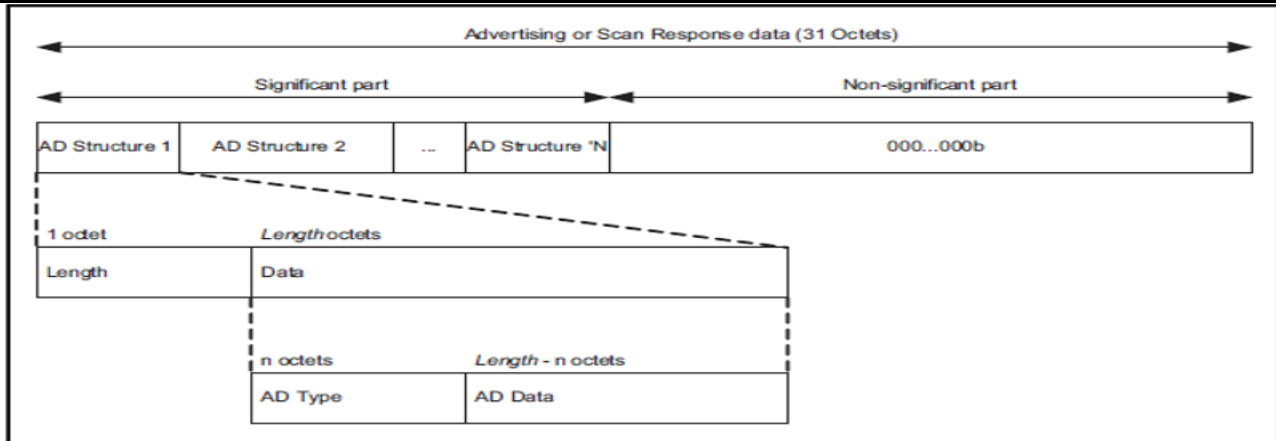 Advertising or Scan Response data (31 Octets)
Significant part Non-significant part
AD Structure 1 AD Structure 2 ... AD Structure 'N 000...000b
1 octet Length octets
Length Data
n octets Length - n octets
AD Type AD Data